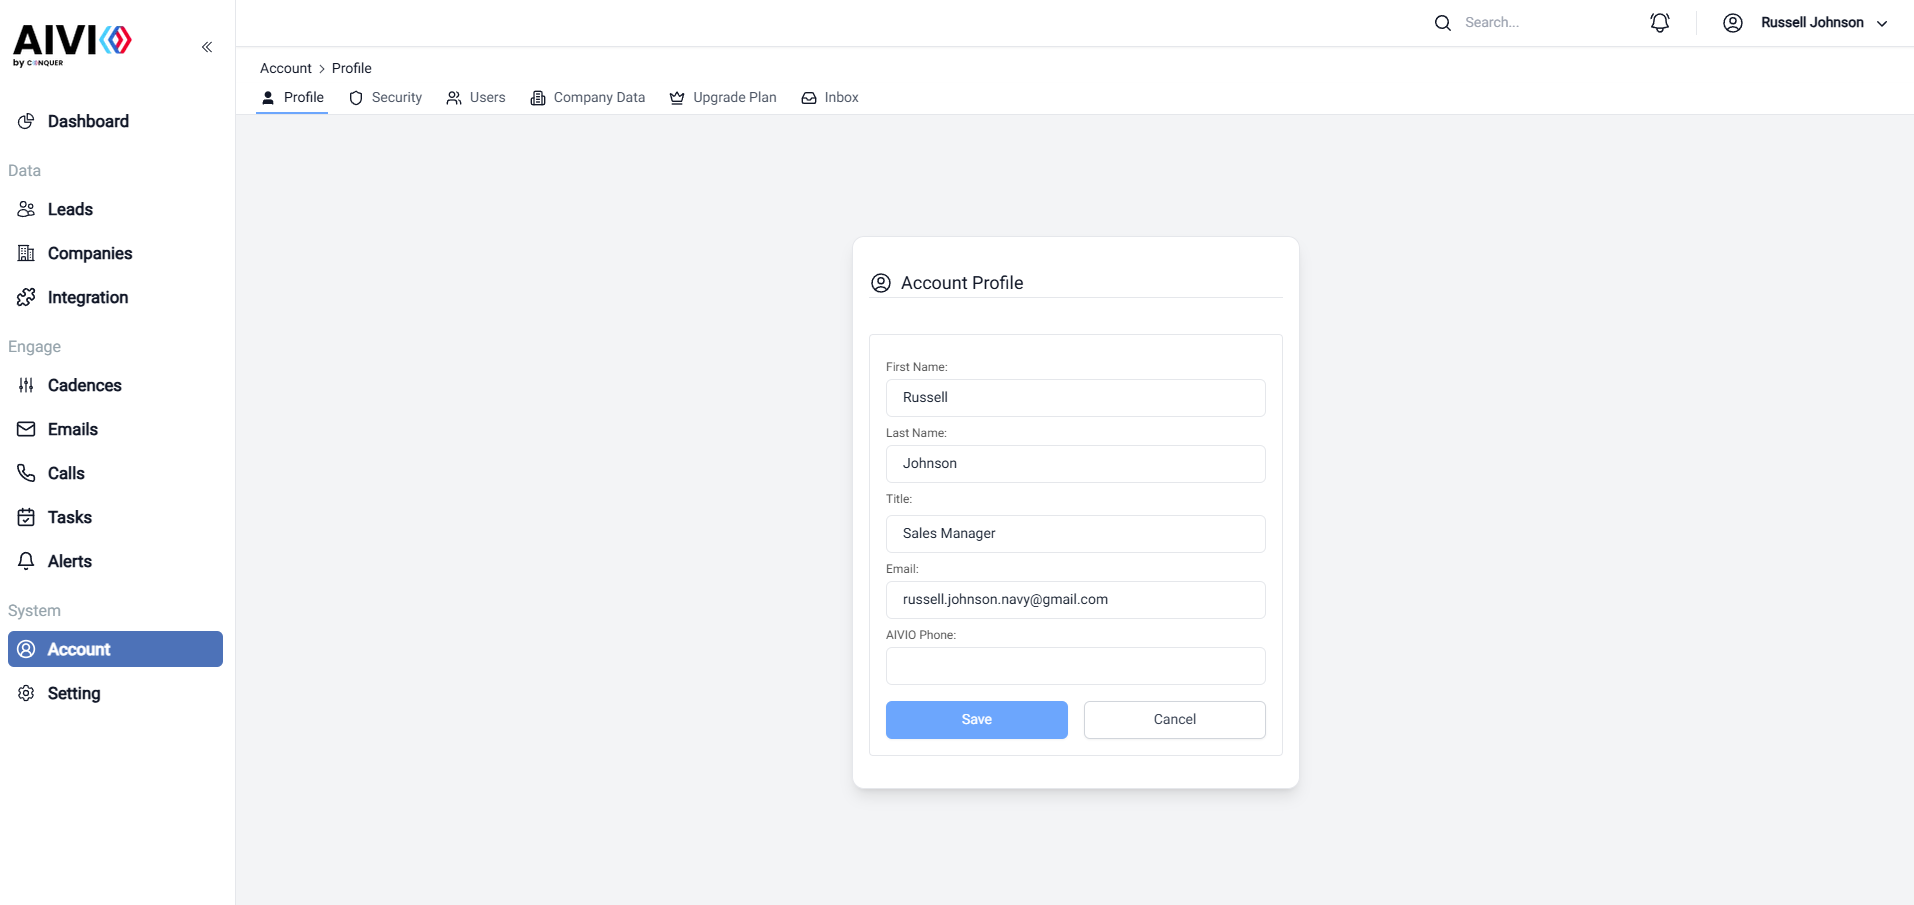 AIVIO
by CONQUER
Search...
Russell Johnson
Account > Profile
Profile
Security
Users
Company Data
Upgrade Plan
Inbox
Dashboard
Data
Leads
Companies
Integration
Engage
Cadences
Emails
Calls
Tasks
Alerts
System
Account
Setting
Account Profile
First Name:
Russell
Last Name:
Johnson
Title:
Sales Manager
Email:
russell.johnson.navy@gmail.com
AIVIO Phone:
Save
Cancel